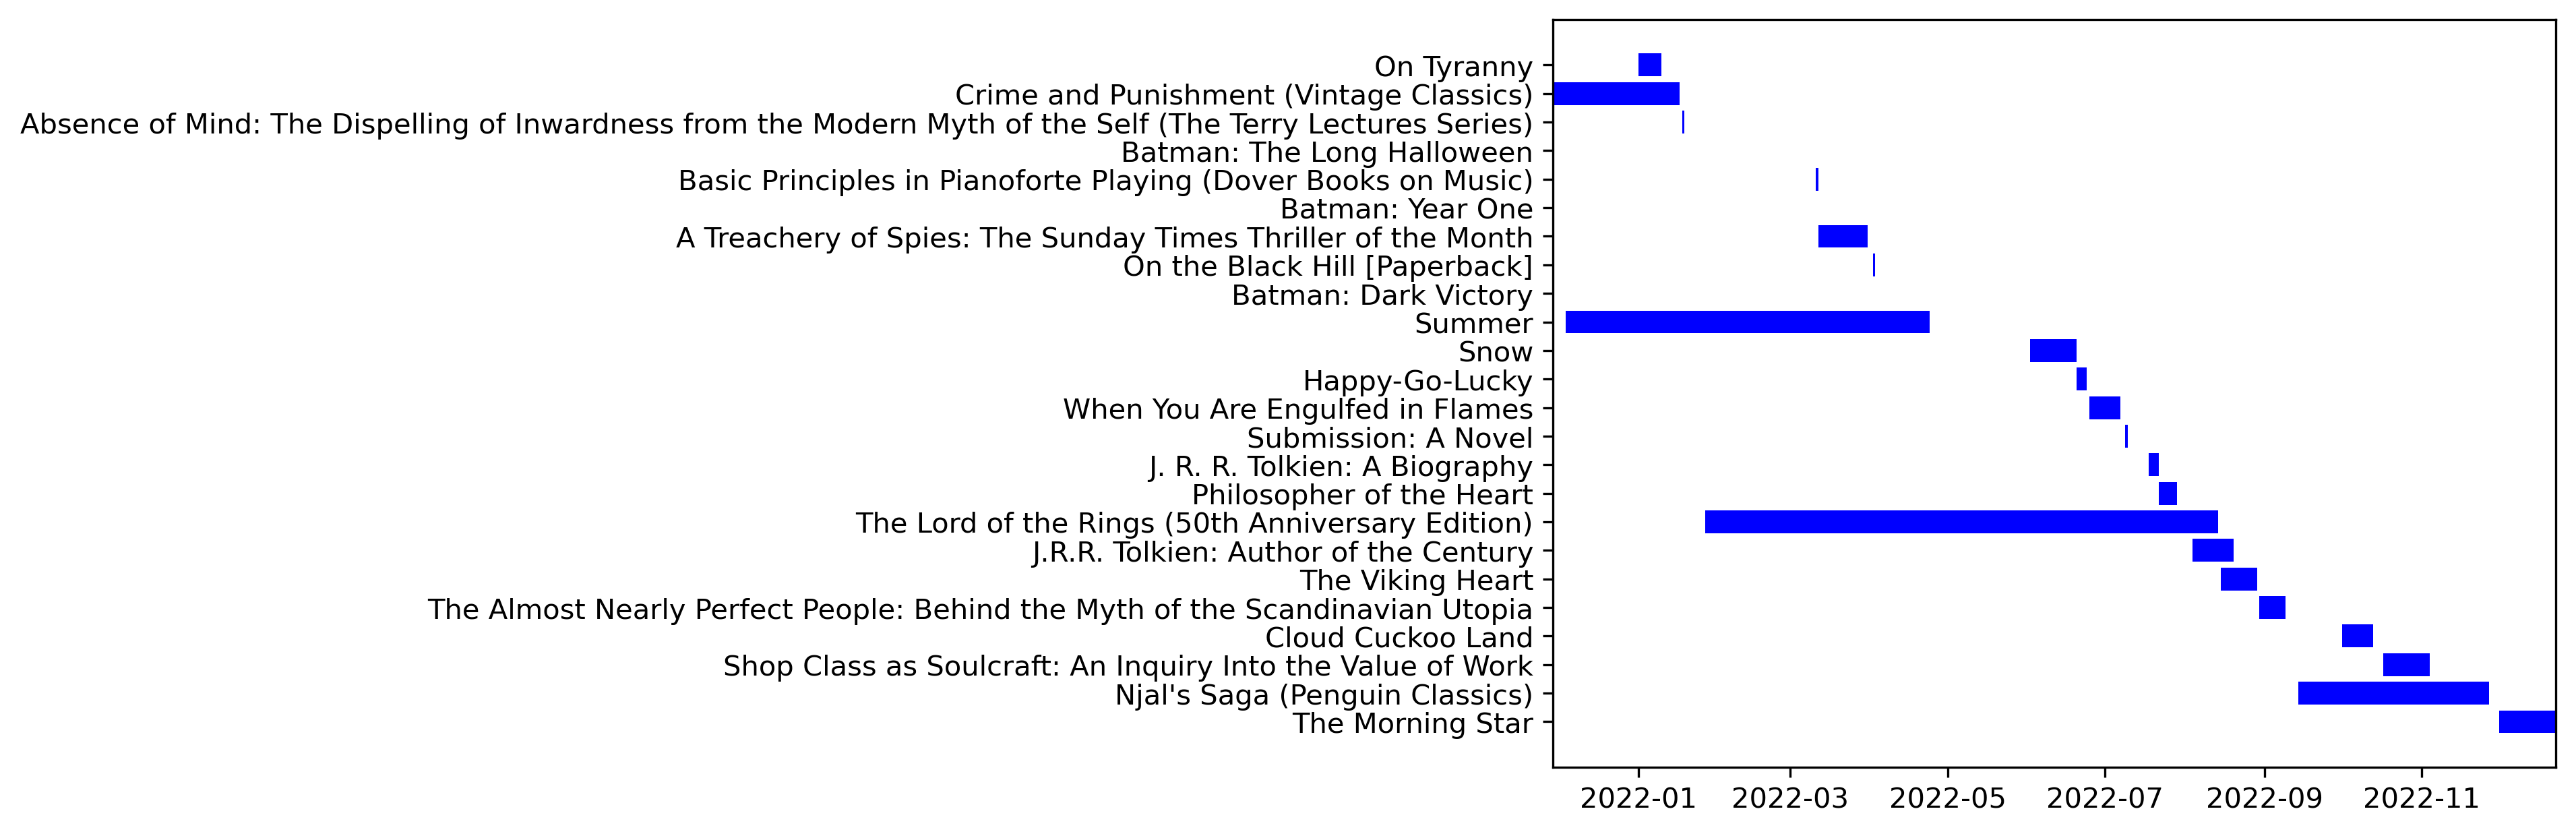 On Tyranny
Crime and Punishment (Vintage Classics)
Absence of Mind: The Dispelling of Inwardness from the Modern Myth of the Self (The Terry Lectures Series)
Batman: The Long Halloween
Basic Principles in Pianoforte Playing (Dover Books on Music)
Batman: Year One
A Treachery of Spies: The Sunday Times Thriller of the Month
On the Black Hill [Paperback]
Batman: Dark Victory
Summer
Snow
Happy-Go-Lucky
When You Are Engulfed in Flames
Submission: A Novel
J. R. R. Tolkien: A Biography
Philosopher of the Heart
The Lord of the Rings (50th Anniversary Edition)
J.R.R. Tolkien: Author of the Century
The Viking Heart
The Almost Nearly Perfect People: Behind the Myth of the Scandinavian Utopia
Cloud Cuckoo Land
Shop Class as Soulcraft: An Inquiry Into the Value of Work
Njal's Saga (Penguin Classics)
The Morning Star
2022-01 2022-03 2022-05 2022-07 2022-09 2022-11